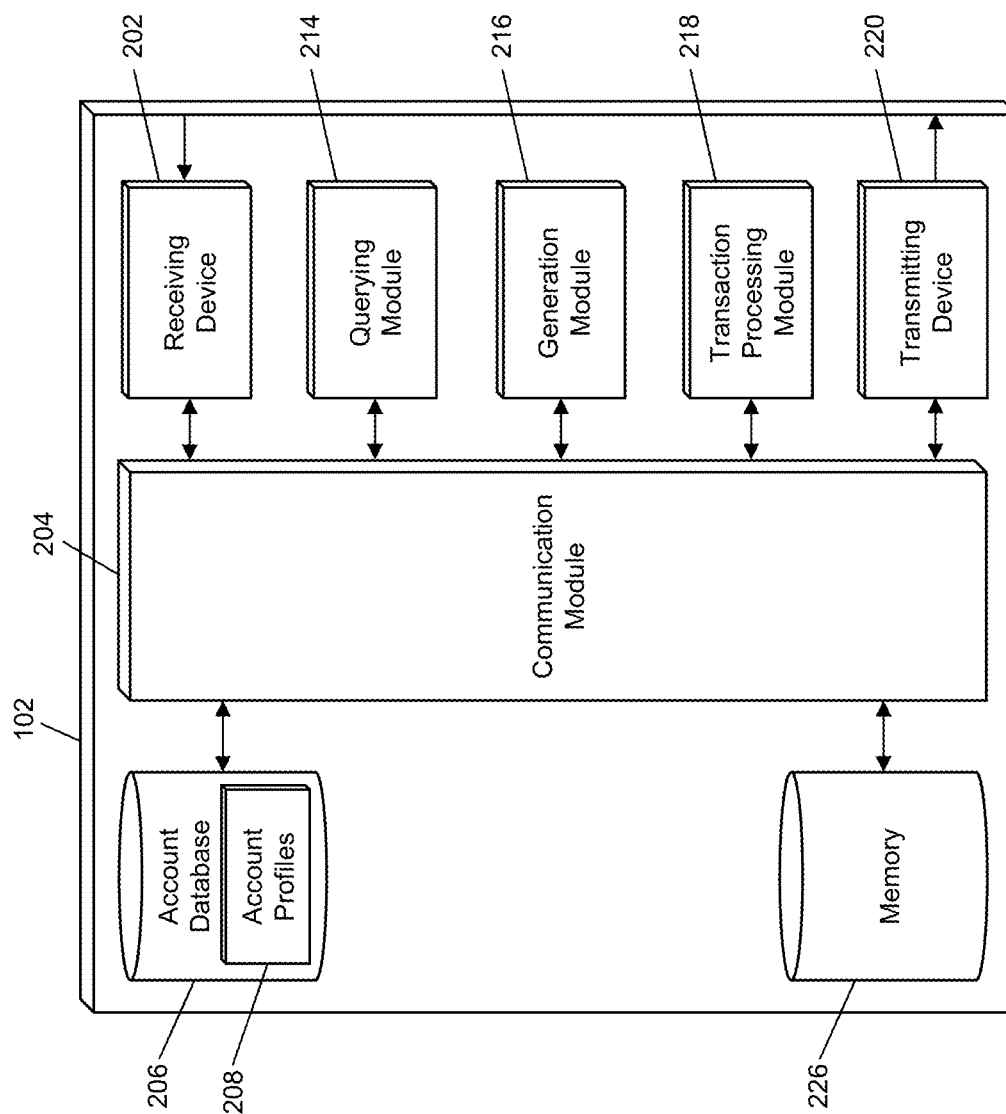 102
204
206
208
226
Account
Database
Account
Profiles
Memory
Communication
Module
Receiving
Device
202
Querying
Module
214
Generation
Module
216
Transaction
Processing
Module
218
Transmitting
Device
220